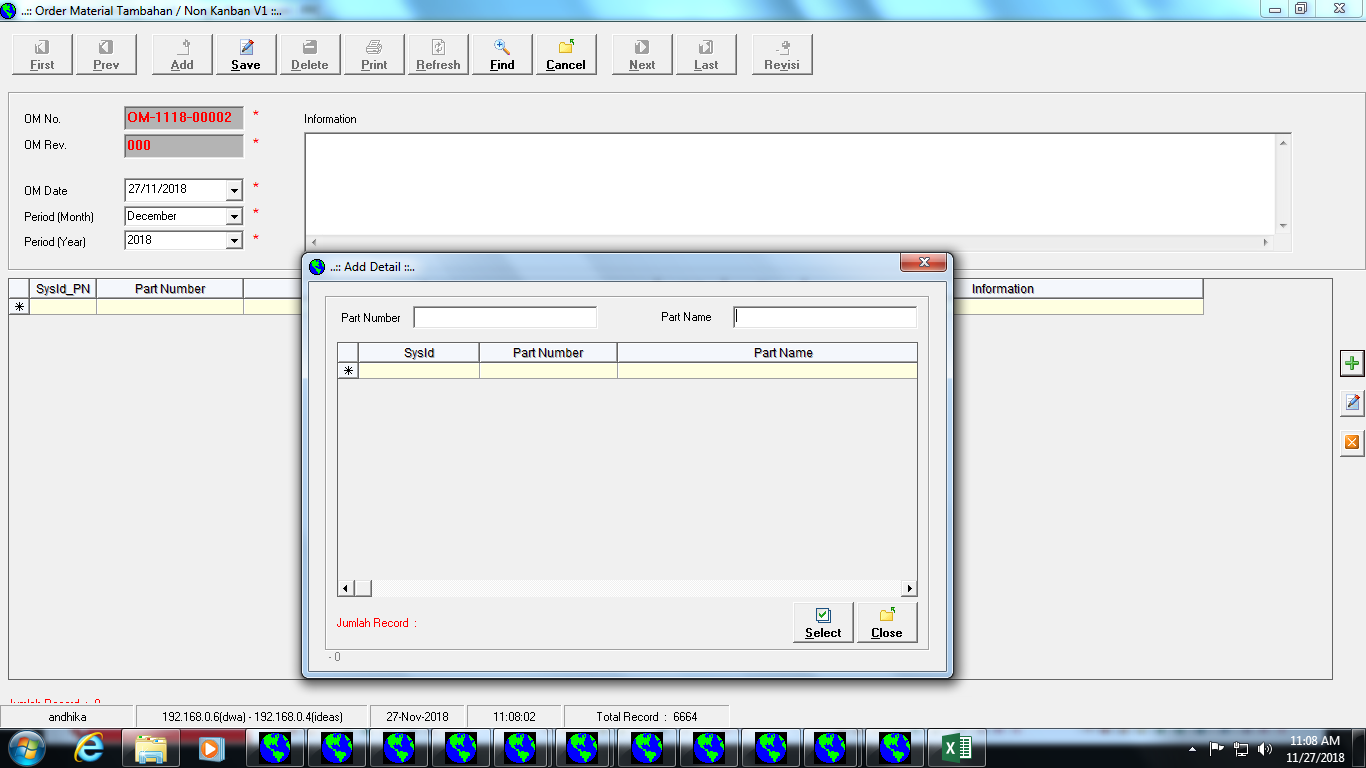 ..:: Order Material Tambahan / Non Kanban V1 ::..
First Prev Add Save Delete Print Refresh Find Cancel Next Last Revisi
OM No. OM-1118-00002 * Information
OM Rev. 000 *
OM Date 27/11/2018 *
Period (Month) December *
Period (Year) 2018 *
..:: Add Detail ::..
SysId_PN Part Number Information
Part Number Part Name
SysId Part Number Part Name
Jumlah Record :
Select Close
- 0
Jumlah Record : 0
andhika 192.168.0.6(dwa) - 192.168.0.4(ideas) 27-Nov-2018 11:08:02 Total Record : 6664
11:08 AM
11/27/2018